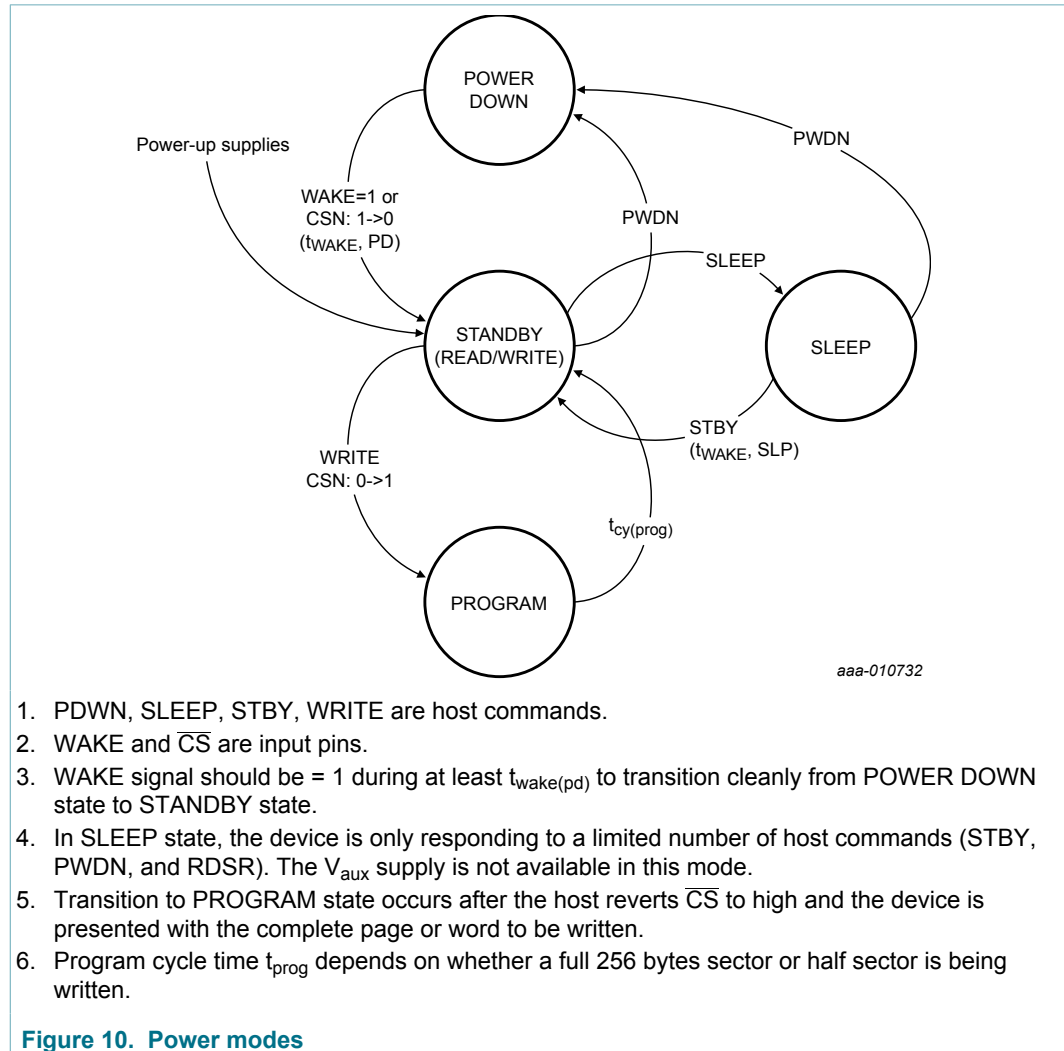 POWER
DOWN
PWDN
Power-up supplies
WAKE=1 or
CSN: 1->0
(tWAKE, PD)
PWDN
SLEEP
STANDBY
(READ/WRITE)
SLEEP
STBY
(tWAKE, SLP)
WRITE
CSN: 0->1
tcy(prog)
PROGRAM
aaa-010732
1. PDWN, SLEEP, STBY, WRITE are host commands.
2. WAKE and C̅S̅ are input pins.
3. WAKE signal should be = 1 during at least twake(pd) to transition cleanly from POWER DOWN
state to STANDBY state.
4. In SLEEP state, the device is only responding to a limited number of host commands (STBY,
PWDN, and RDSR). The Vaux supply is not available in this mode.
5. Transition to PROGRAM state occurs after the host reverts C̅S̅ to high and the device is
presented with the complete page or word to be written.
6. Program cycle time tprog depends on whether a full 256 bytes sector or half sector is being
written.
Figure 10. Power modes